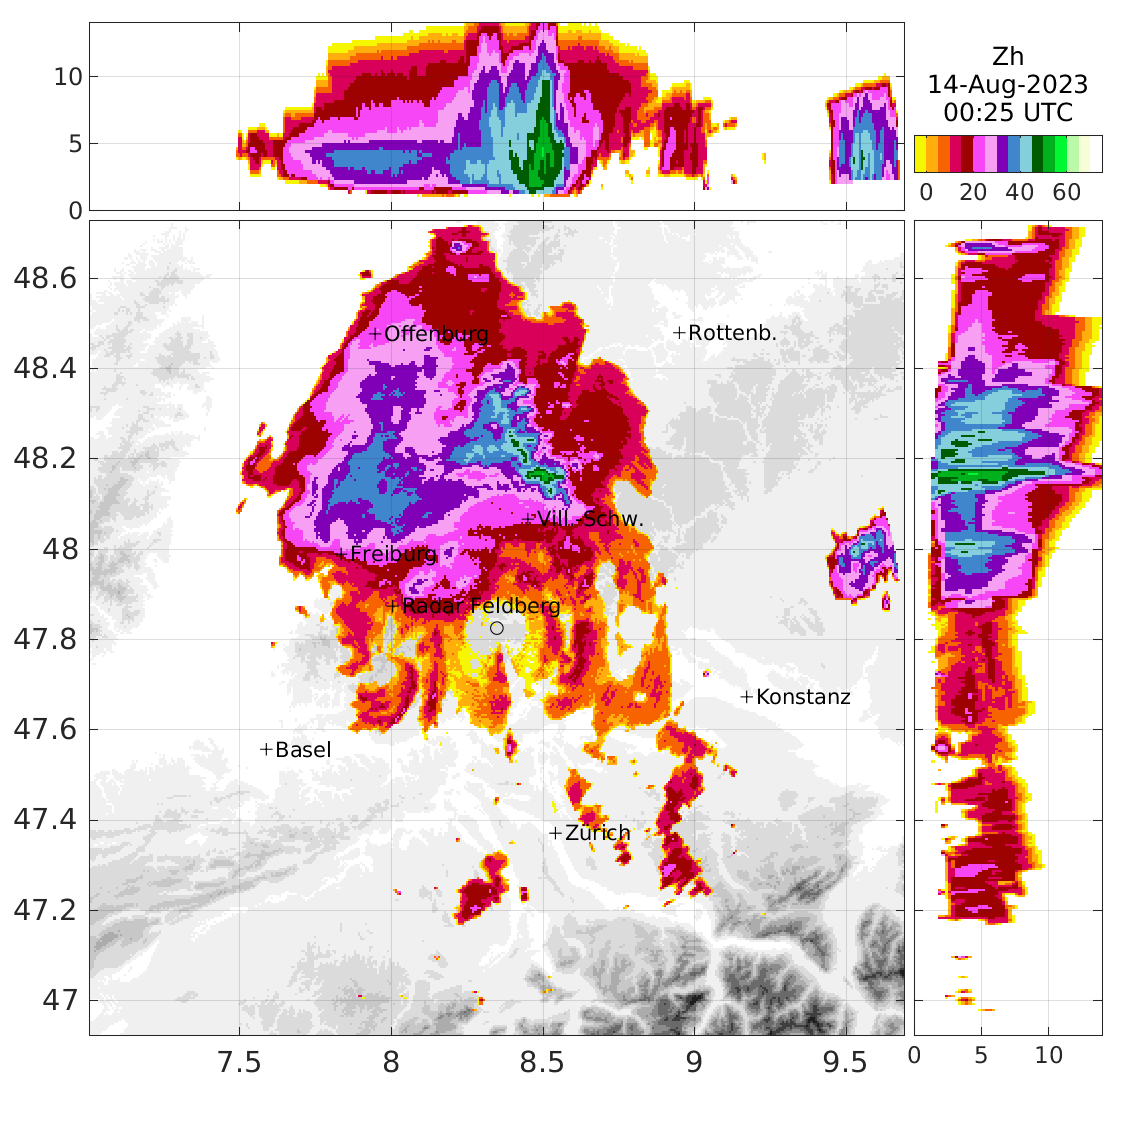 Zh
14-Aug-2023
00:25 UTC
0 20 40 60
10
5
0
48.6
48.4
48.2
48
47.8
47.6
47.4
47.2
47
Offenburg
Rottenb.
Vill.-Schw.
Freiburg
Radar Feldberg
Konstanz
Basel
Zürich
7.5 8 8.5 9 9.5
0 5 10